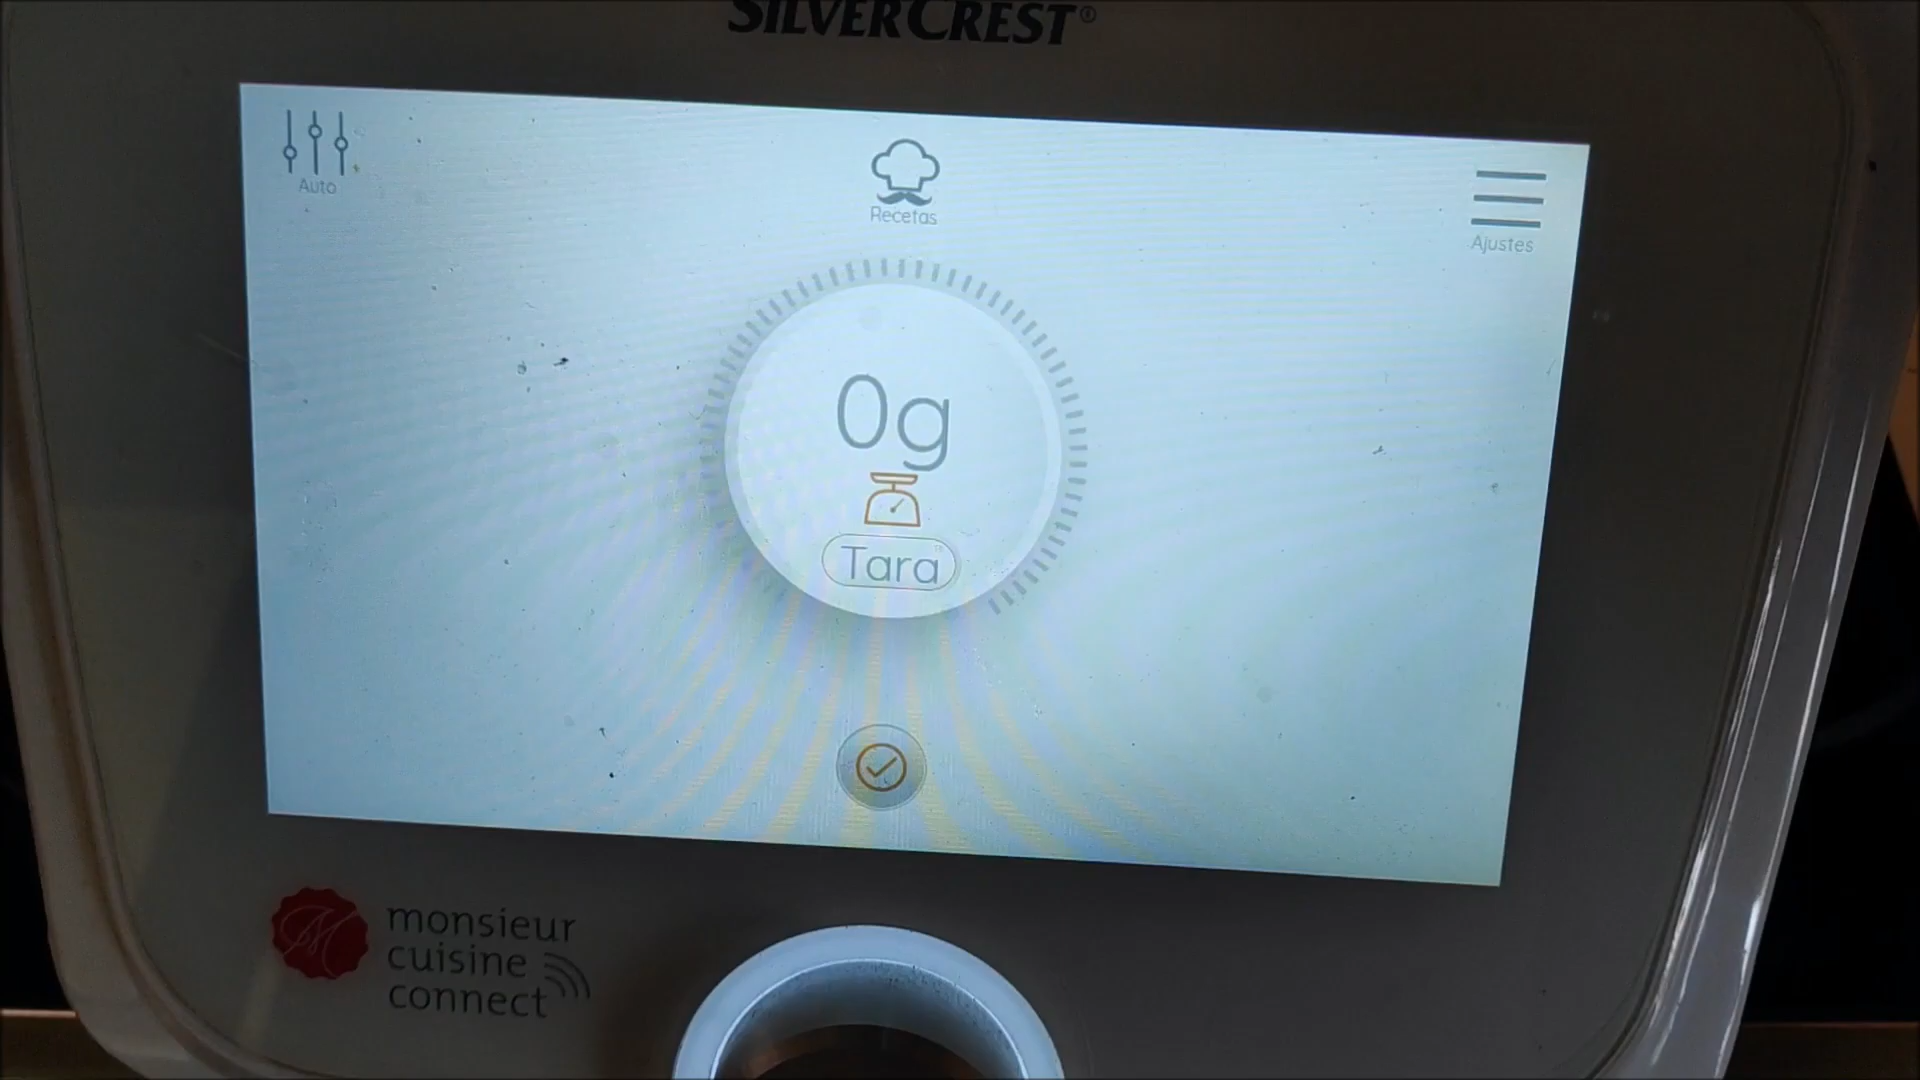 SILVERCREST®
Auto
Recetas
Ajustes
0g
Tara
monsieur
cuisine
connect